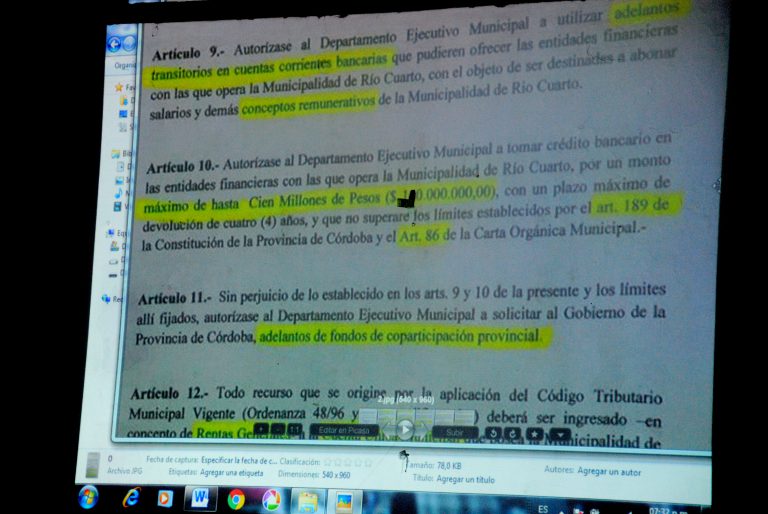 Artículo 9.- Autorízase al Departamento Ejecutivo Municipal a utilizar adelantos
transitorios en cuentas corrientes bancarias que pudieren ofrecer las entidades financieras
con las que opera la Municipalidad de Río Cuarto, con el objeto de ser destinadas a abonar
salarios y demás conceptos remunerativos de la Municipalidad de Río Cuarto.
Artículo 10.- Autorízase al Departamento Ejecutivo Municipal a tomar crédito bancario en
las entidades financieras con las que opera la Municipalidad de Río Cuarto, por un monto
máximo de hasta Cien Millones de Pesos ($ 100.000.000,00), con un plazo máximo de
devolución de cuatro (4) años, y que no superare los límites establecidos por el art. 189 de
la Constitución de la Provincia de Córdoba y el Art. 86 de la Carta Orgánica Municipal.-
Artículo 11.- Sin perjuicio de lo establecido en los arts. 9 y 10 de la presente y los límites
allí fijados, autorízase al Departamento Ejecutivo Municipal a solicitar al Gobierno de la
Provincia de Córdoba, adelantos de fondos de coparticipación provincial.
Artículo 12.- Todo recurso que se origine por la aplicación del Código Tributario
2.jpg (540 x 960)
Municipal Vigente (Ordenanza 48/96 y ) deberá ser ingresado –en
concepto de Rentas Municipalidad de
1:1
Editor en Picasa
Subir
Organi
Fav
D
E
Bibl
D
I
M
V
Equ
D
D
Rec
0
Archivo JPG
Fecha de captura: Especificar la fecha de c...
Clasificación:
Etiquetas: Agregar una etiqueta
Dimensiones: 540 x 960
Tamaño: 78,0 KB
Título: Agregar un título
Autores: Agregar un autor
ES
07:32 p.m.